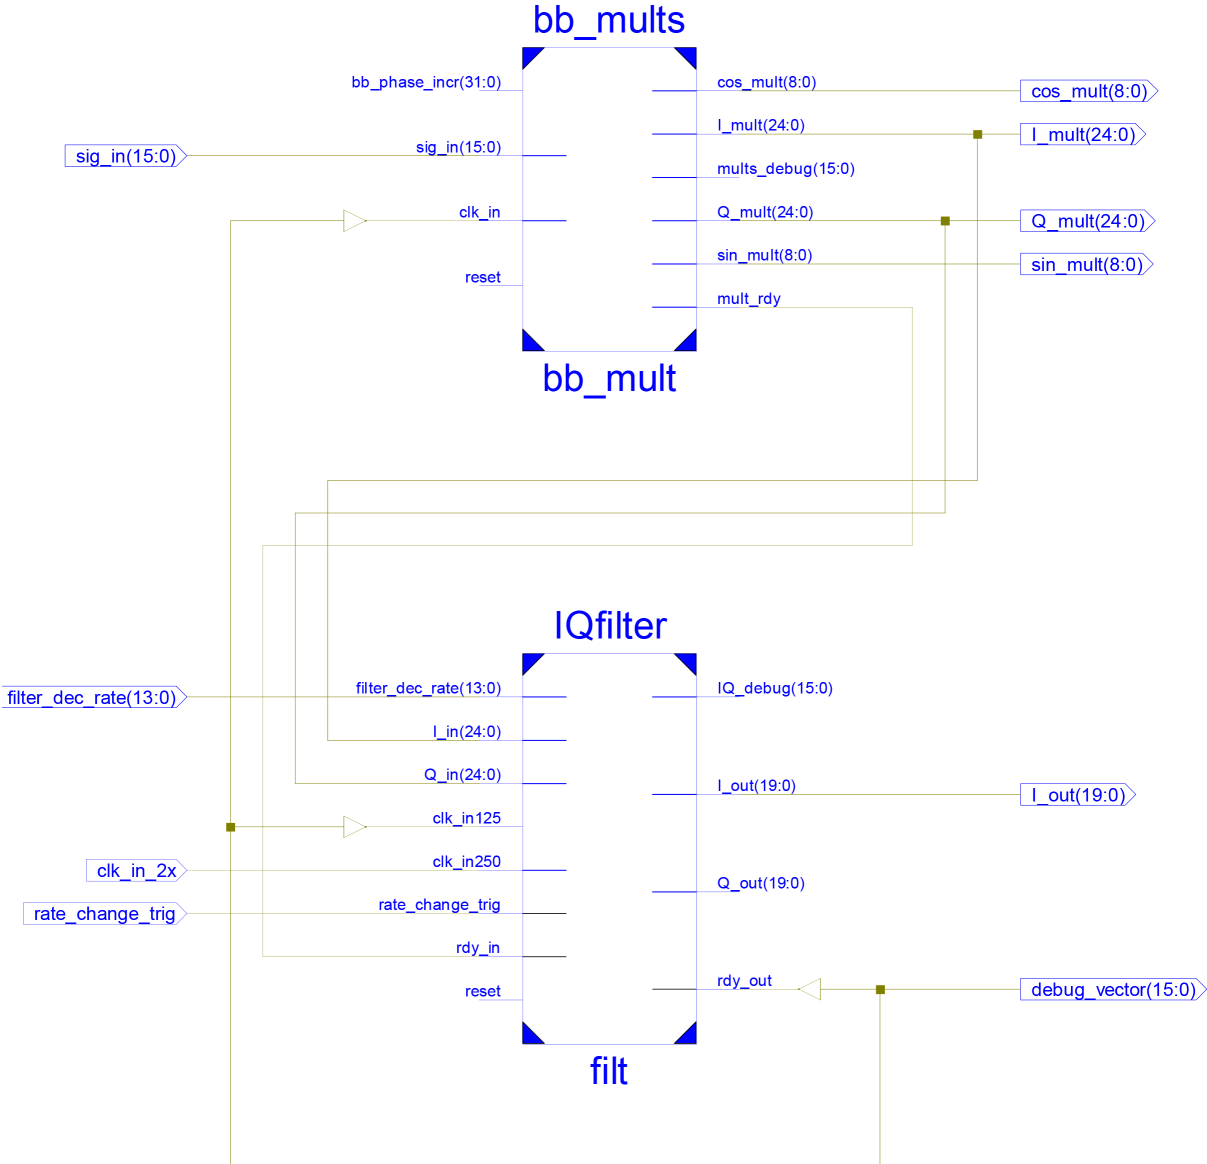 bb_mults
bb_phase_incr(31:0)
cos_mult(8:0)
cos_mult(8:0)
I_mult(24:0)
I_mult(24:0)
sig_in(15:0)
sig_in(15:0)
mults_debug(15:0)
clk_in
Q_mult(24:0)
Q_mult(24:0)
sin_mult(8:0)
sin_mult(8:0)
reset
mult_rdy
bb_mult
IQfilter
filter_dec_rate(13:0)
filter_dec_rate(13:0)
IQ_debug(15:0)
I_in(24:0)
Q_in(24:0)
I_out(19:0)
I_out(19:0)
clk_in125
clk_in_2x
clk_in250
Q_out(19:0)
rate_change_trig
rate_change_trig
rdy_in
reset
rdy_out
debug_vector(15:0)
filt